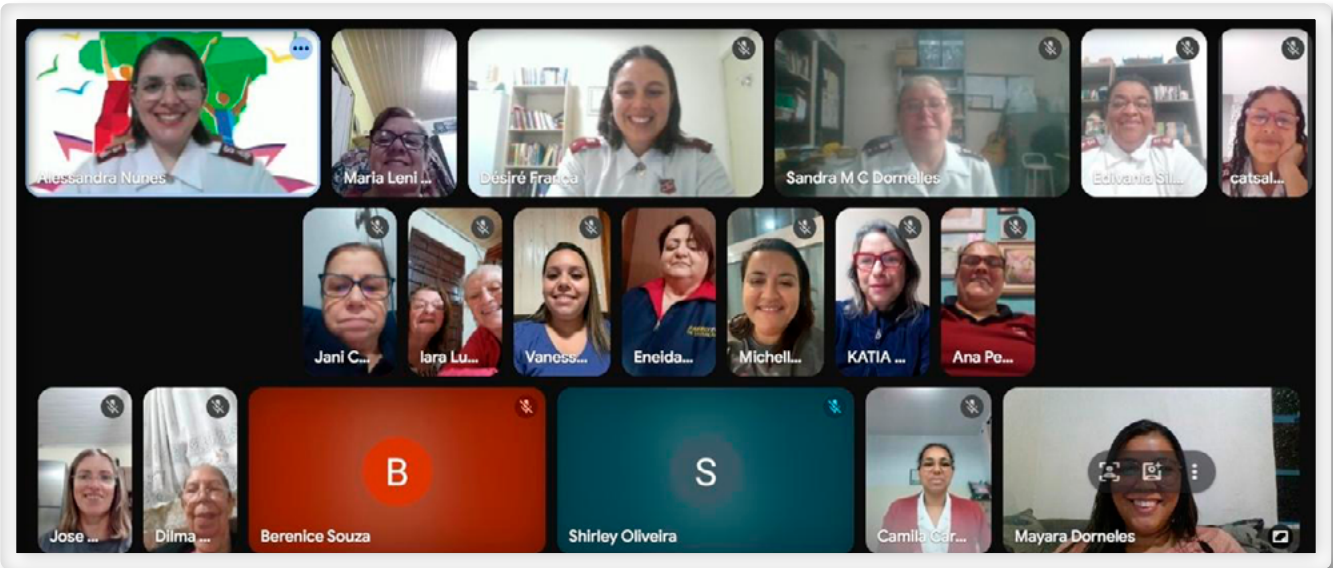 Alessandra Nunes
Maria Leni ...
Désiré França
Sandra M C Dornelles
Edivania Sil...
catsal...
Jani C...
Iara Lu...
Vaness...
Eneida...
Michell...
KATIA ...
Ana Pe...
Jose ...
Dilma ...
B
Berenice Souza
S
Shirley Oliveira
Camila Car...
Mayara Dorneles